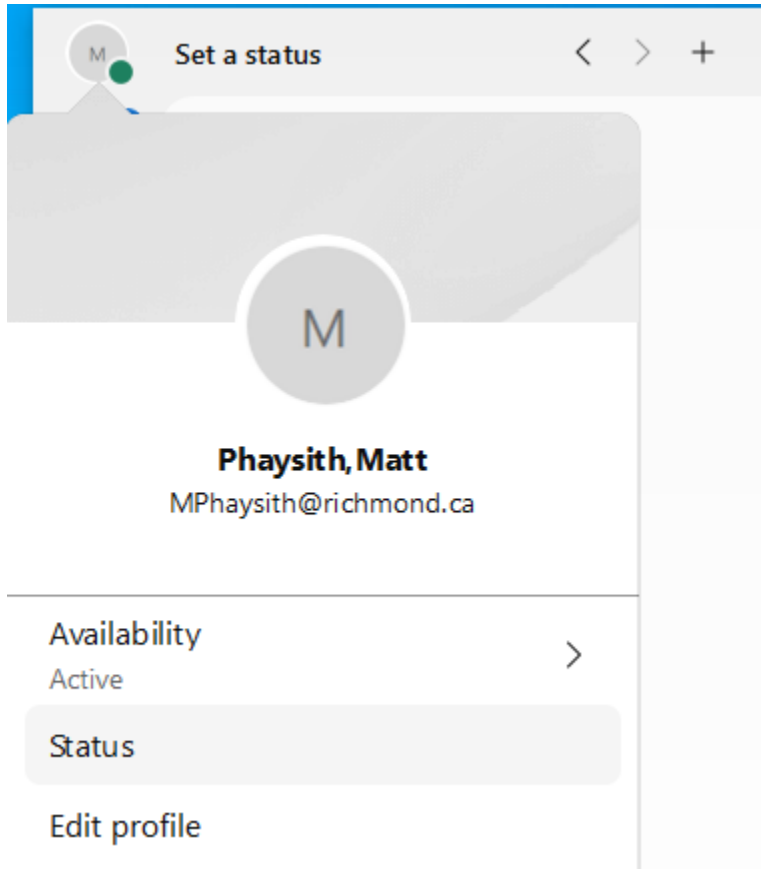 M
Set a status
M
Phaysith, Matt
MPhaysith@richmond.ca
Availability
Active
Status
Edit profile